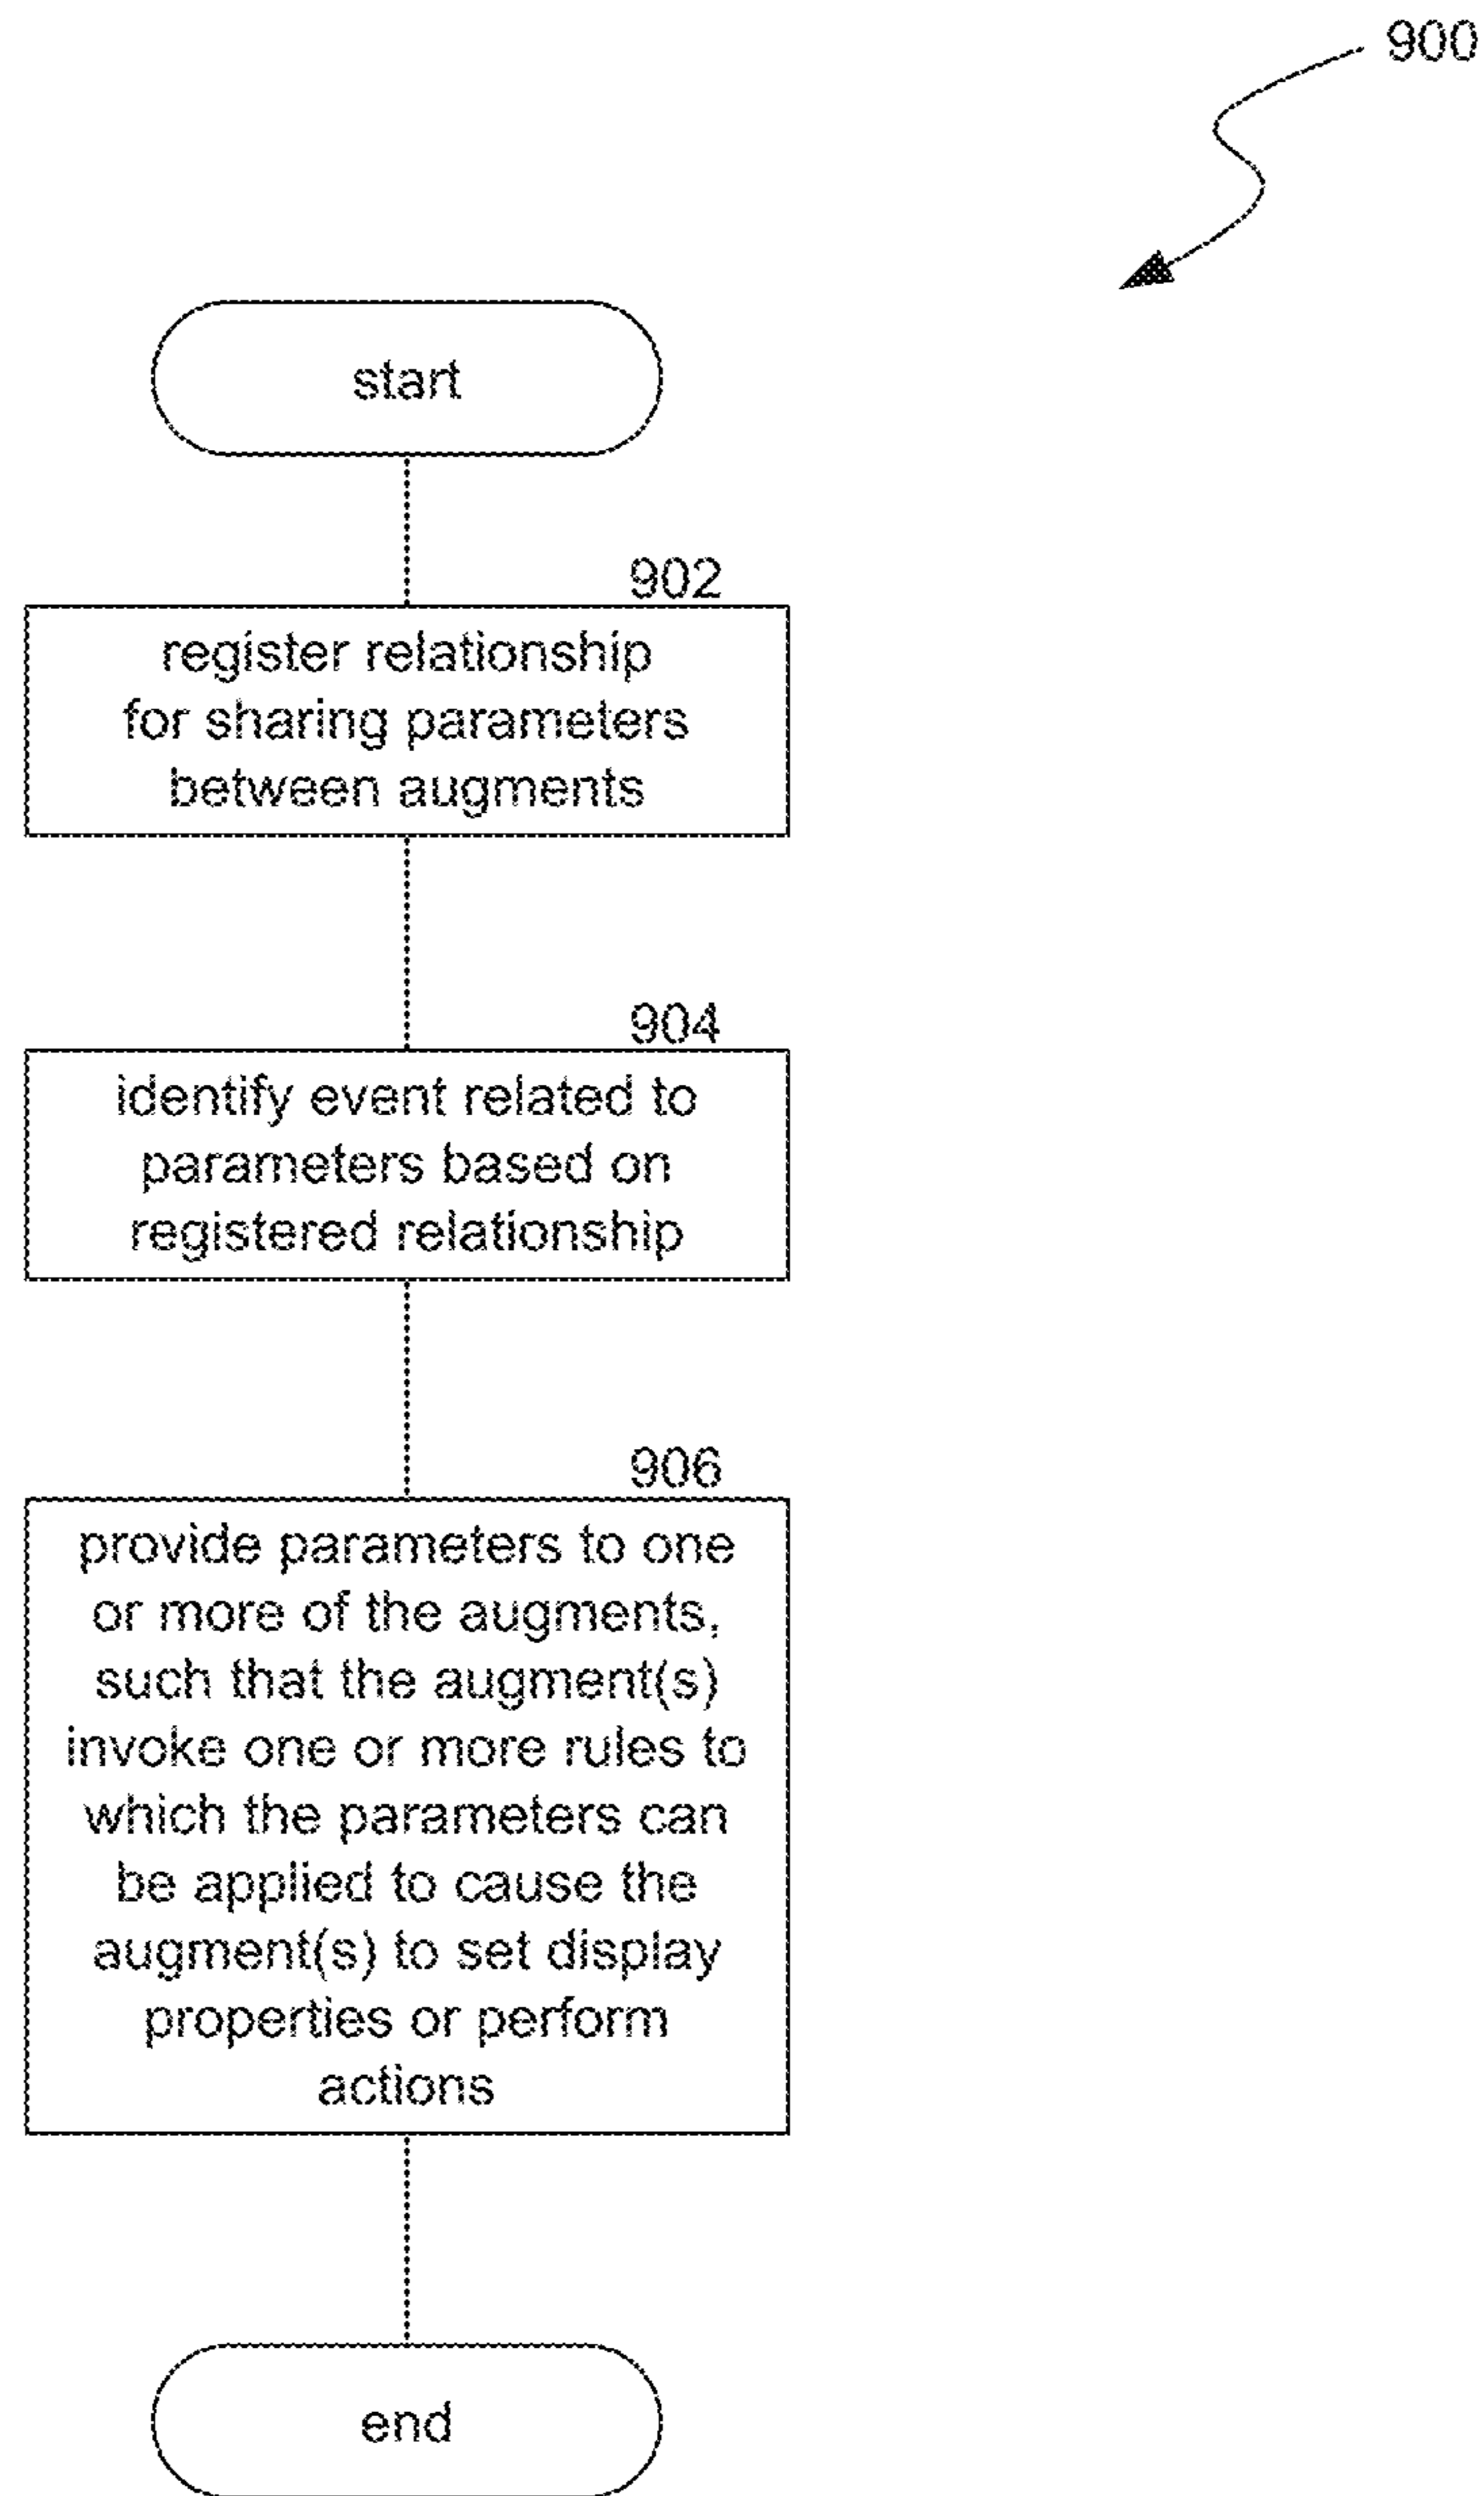 900
start
902
register relationship
for sharing parameters
between augments
904
identify event related to
parameters based on
registered relationship
906
provide parameters to one
or more of the augments,
such that the augment(s)
invoke one or more rules to
which the parameters can
be applied to cause the
augment(s) to set display
properties or perform
actions
end